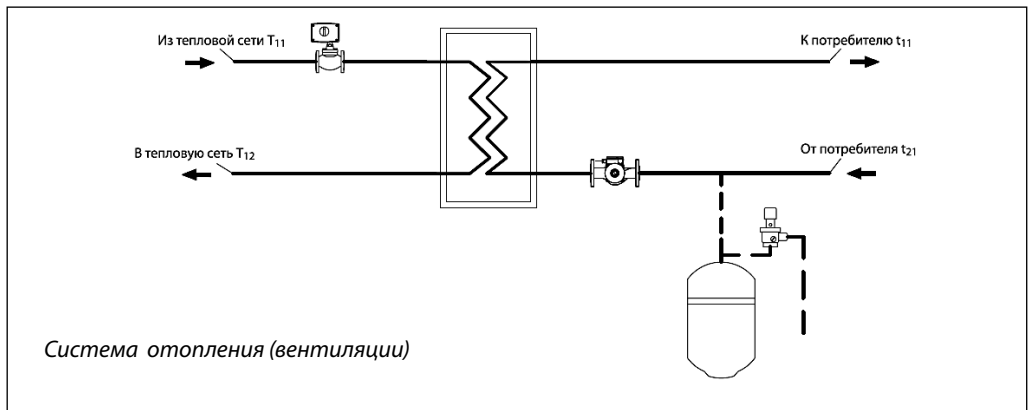 Из тепловой сети T11
К потребителю t11
В тепловую сеть T12
От потребителя t21
Система отопления (вентиляции)